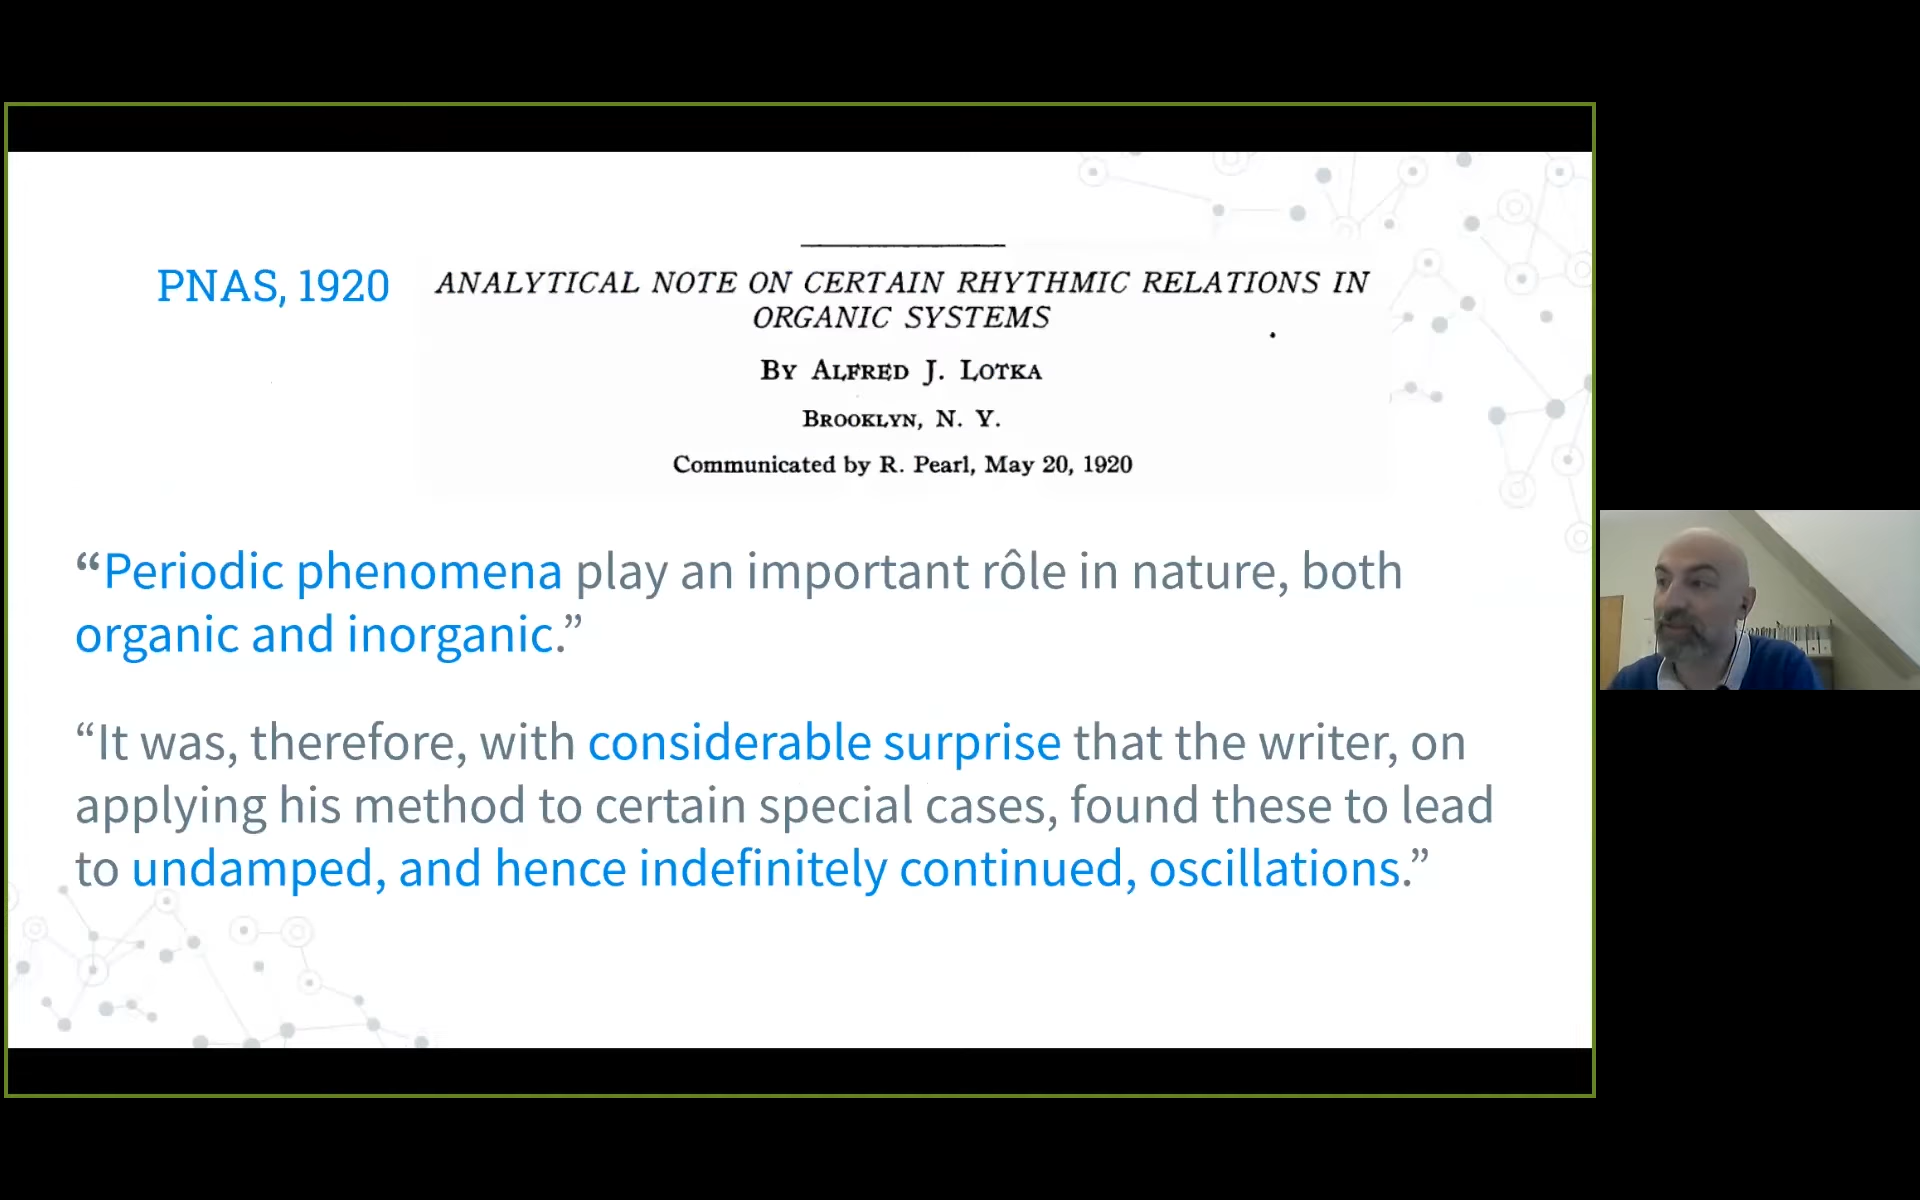 PNAS, 1920
ANALYTICAL NOTE ON CERTAIN RHYTHMIC RELATIONS IN
ORGANIC SYSTEMS
By Alfred J. Lotka
Brooklyn, N. Y.
Communicated by R. Pearl, May 20, 1920
“Periodic phenomena play an important rôle in nature, both
organic and inorganic.”
“It was, therefore, with considerable surprise that the writer, on
applying his method to certain special cases, found these to lead
to undamped, and hence indefinitely continued, oscillations.”